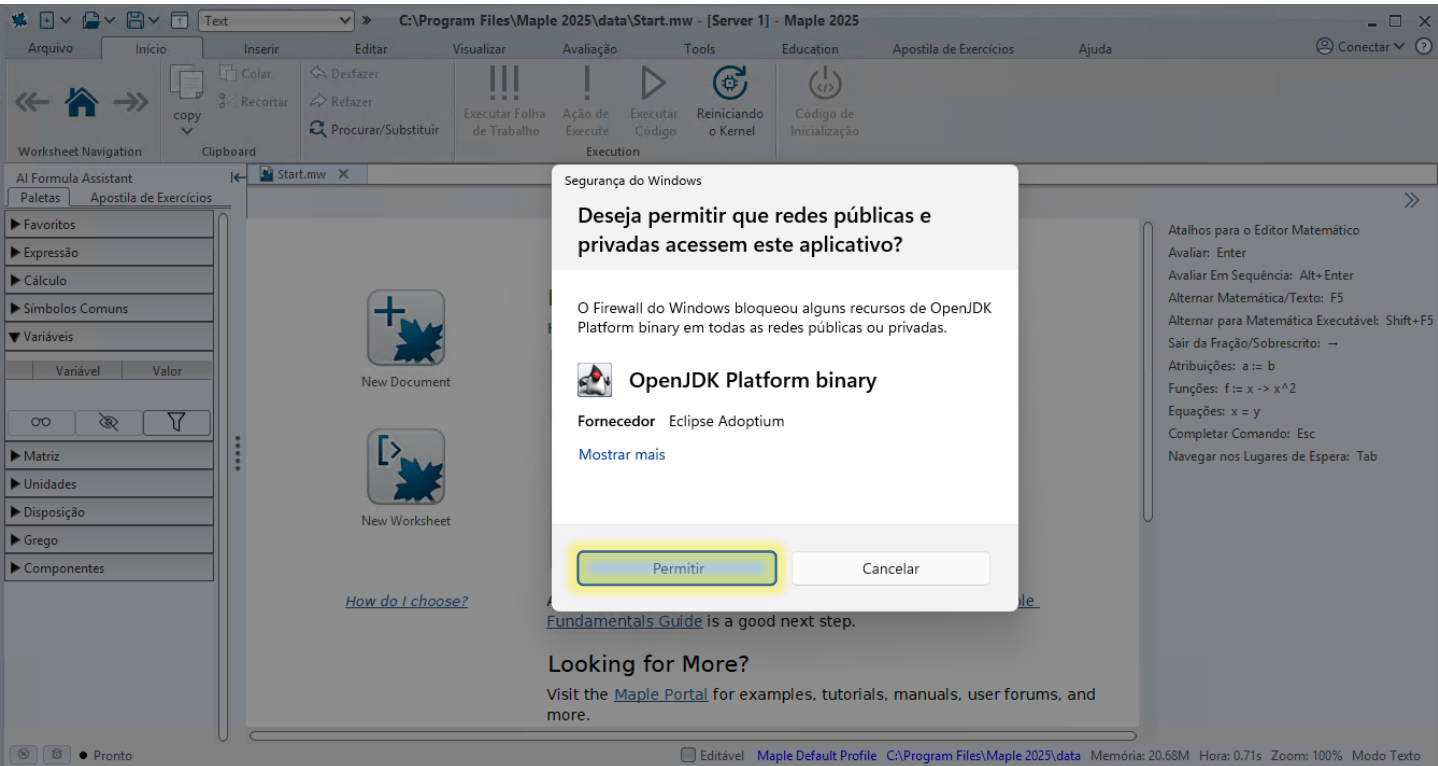 Text
C:\Program Files\Maple 2025\data\Start.mw - [Server 1] - Maple 2025
Arquivo Início Inserir Editar Visualizar Avaliação Tools Education Apostila de Exercícios Ajuda Conectar
copy
Colar
Recortar
Desfazer
Refazer
Procurar/Substituir
Executar Folha
de Trabalho
Ação de
Execute
Executar
Código
Reiniciando
o Kernel
Código de
Inicialização
Worksheet Navigation Clipboard Execution
AI Formula Assistant
Paletas Apostila de Exercícios
Start.mw
Favoritos
Expressão
Cálculo
Símbolos Comuns
Variáveis
Variável Valor
Matriz
Unidades
Disposição
Grego
Componentes
New Document
New Worksheet
How do I choose?
Segurança do Windows
Deseja permitir que redes públicas e
privadas acessem este aplicativo?
O Firewall do Windows bloqueou alguns recursos de OpenJDK
Platform binary em todas as redes públicas ou privadas.
OpenJDK Platform binary
Fornecedor Eclipse Adoptium
Mostrar mais
Permitir Cancelar
Fundamentals Guide is a good next step.
Looking for More?
Visit the Maple Portal for examples, tutorials, manuals, user forums, and
more.
Atalhos para o Editor Matemático
Avaliar: Enter
Avaliar Em Sequência: Alt+Enter
Alternar Matemática/Texto: F5
Alternar para Matemática Executável: Shift+F5
Sair da Fração/Sobrescrito: →
Atribuições: a := b
Funções: f := x -> x^2
Equações: x = y
Completar Comando: Esc
Navegar nos Lugares de Espera: Tab
Pronto
Editável Maple Default Profile C:\Program Files\Maple 2025\data Memória: 20.68M Hora: 0.71s Zoom: 100% Modo Texto